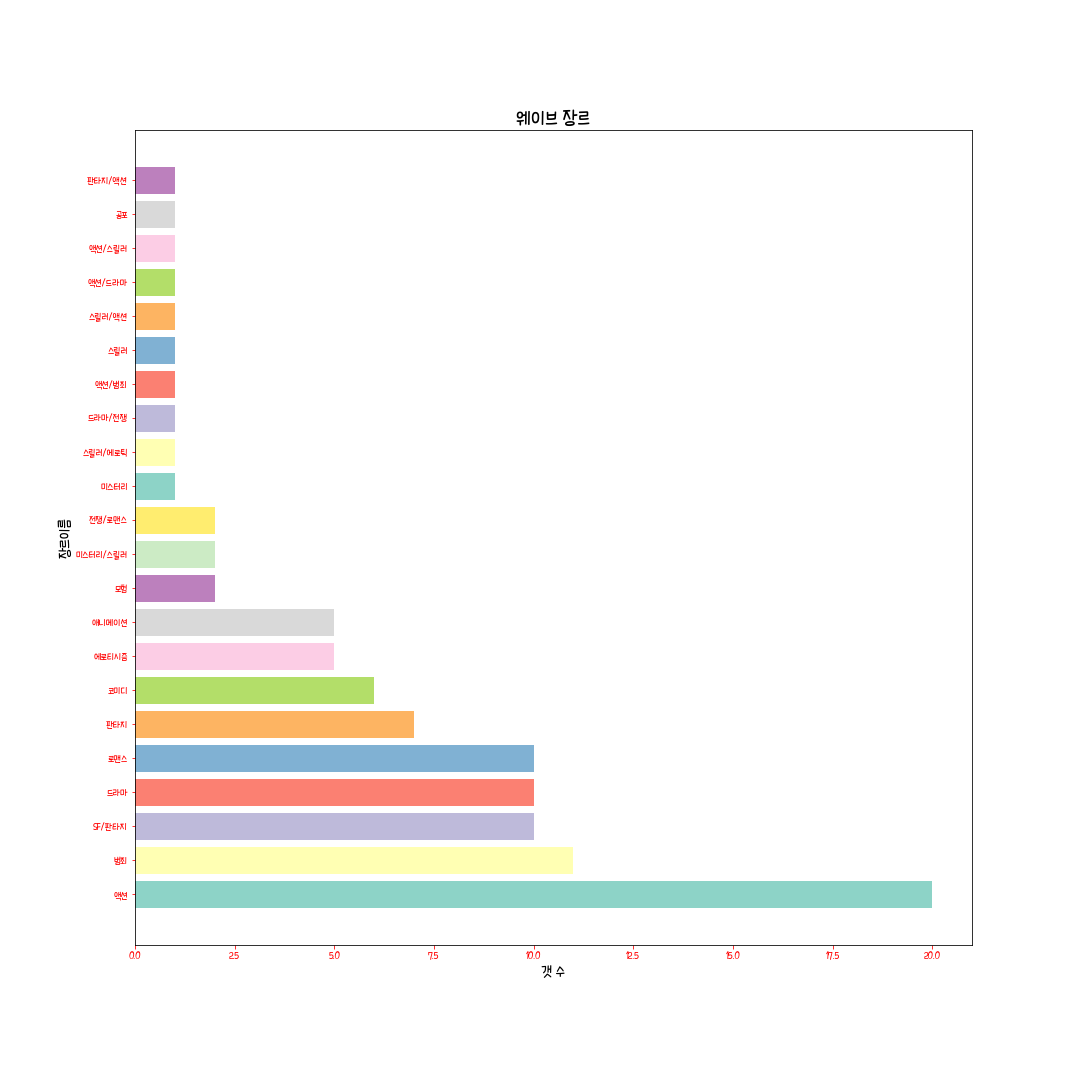 웨이브 장르
판타지/액션
공포
액션/스릴러
액션/드라마
스릴러/액션
스릴러
액션/범죄
드라마/전쟁
스릴러/에로틱
미스터리
전쟁/로맨스
장르이름
미스터리/스릴러
모험
애니메이션
에로티시즘
코미디
판타지
로맨스
드라마
SF/판타지
범죄
액션
0.0 2.5 5.0 7.5 10.0 12.5 15.0 17.5 20.0
갯 수